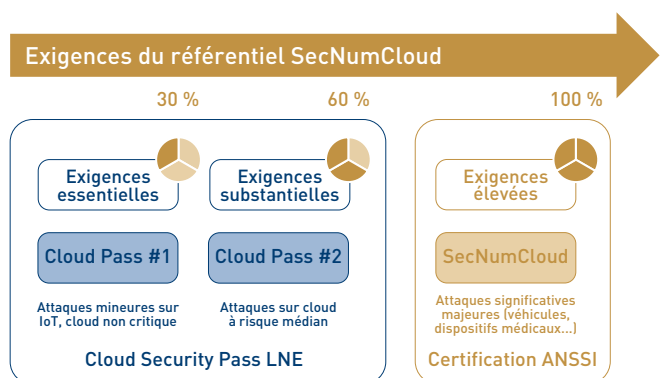 Exigences du référentiel SecNumCloud
30 %
60 %
100 %
Exigences
essentielles
Exigences
substantielles
Exigences
élevées
Cloud Pass #1
Cloud Pass #2
SecNumCloud
Attaques mineures sur
IoT, cloud non critique
Attaques sur cloud
à risque médian
Attaques significatives
majeures (véhicules,
dispositifs médicaux...)
Cloud Security Pass LNE
Certification ANSSI